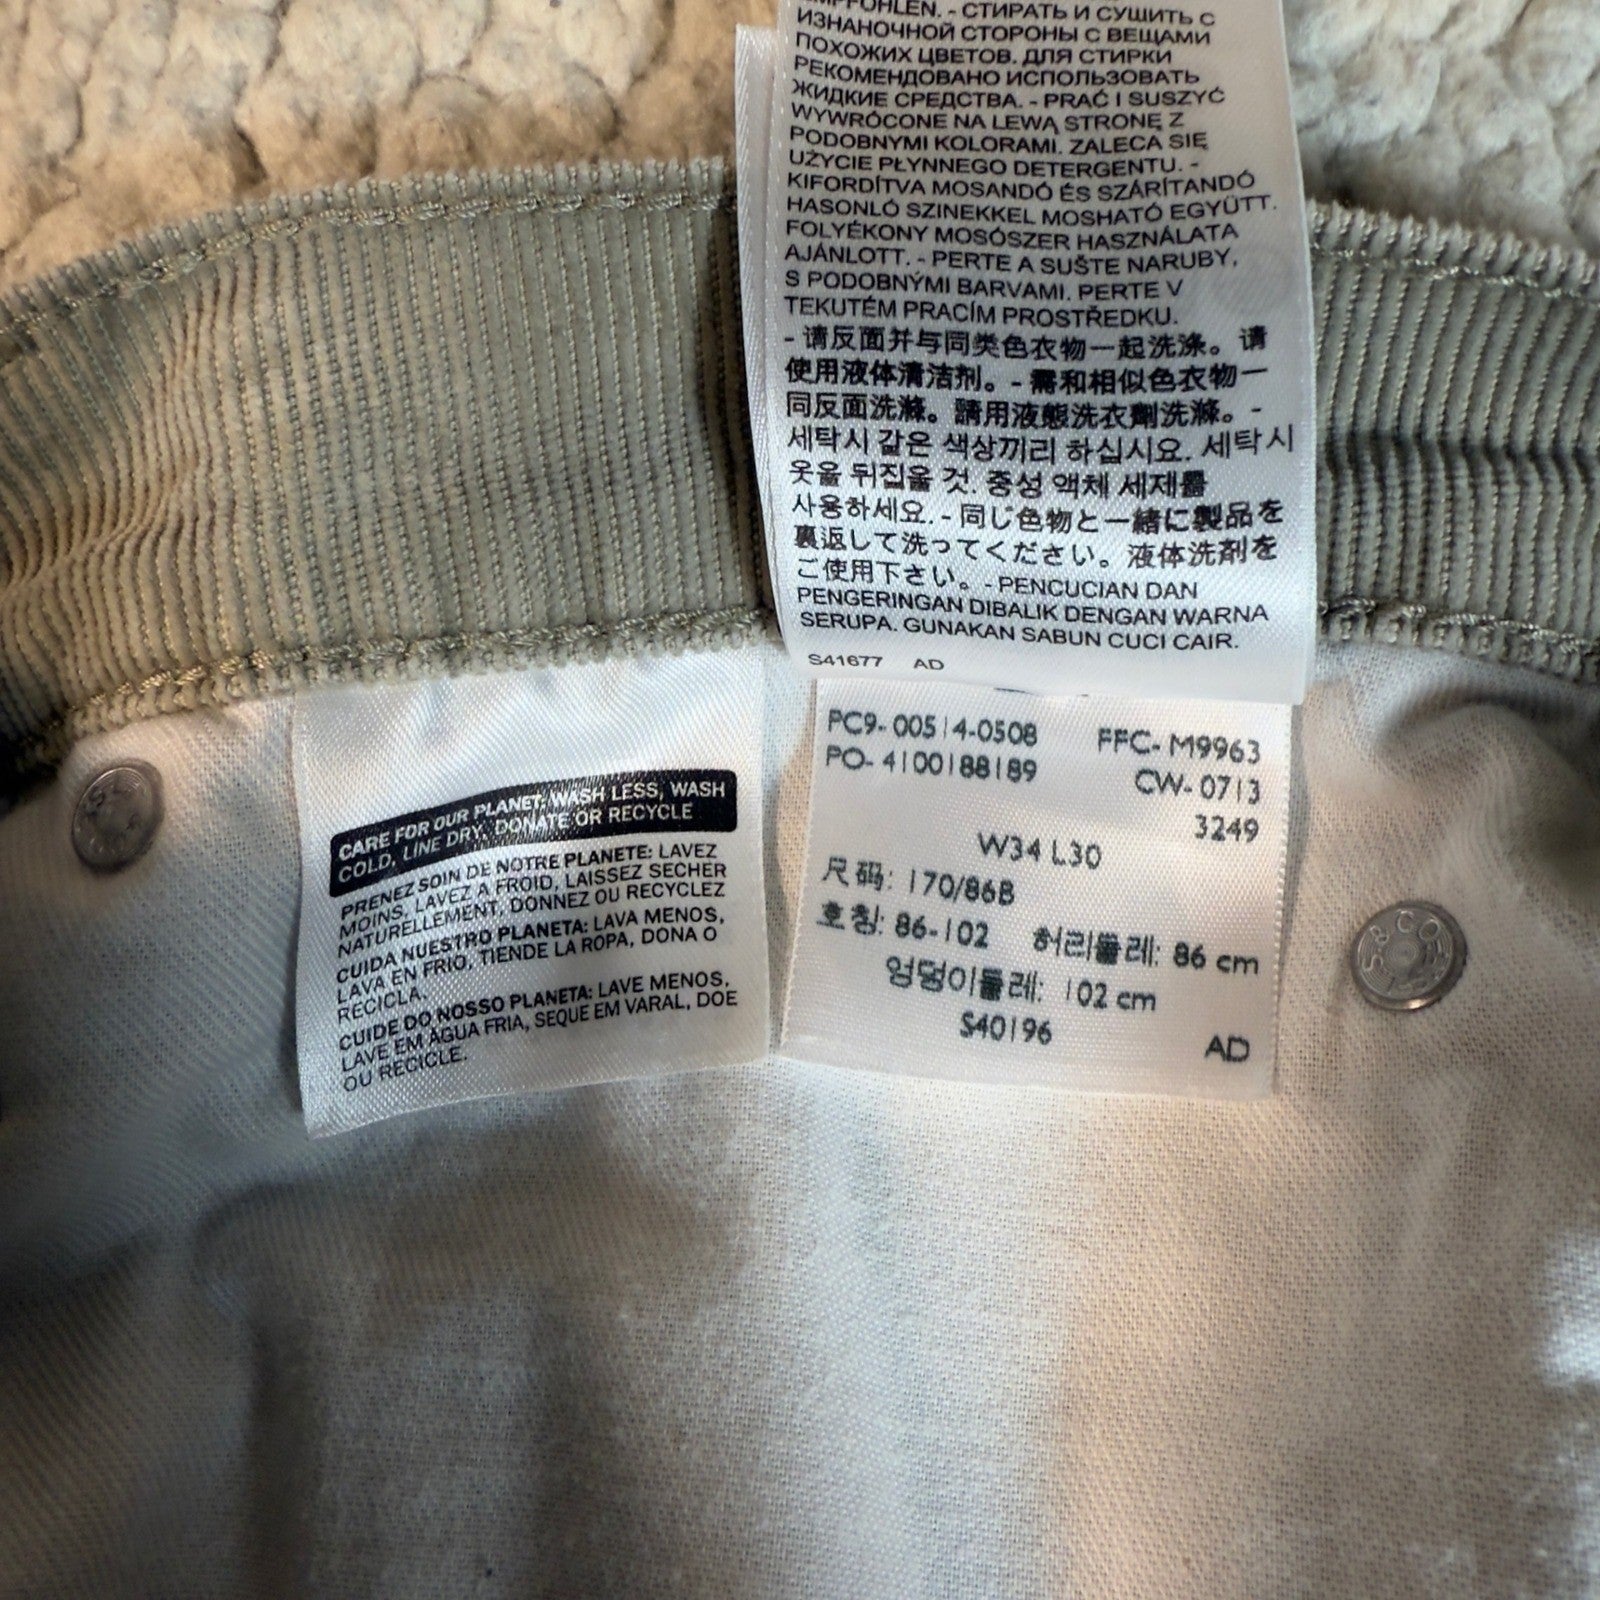 EMPFOHLEN. - СТИРАТЬ И СУШИТЬ С
ИЗНАНОЧНОЙ СТОРОНЫ С ВЕЩАМИ
ПОХОЖИХ ЦВЕТОВ. ДЛЯ СТИРКИ
РЕКОМЕНДОВАНО ИСПОЛЬЗОВАТЬ
ЖИДКИЕ СРЕДСТВА. - PRAĆ I SUSZYĆ
WYWRÓCONE NA LEWĄ STRONĘ Z
PODOBNYMI KOLORAMI. ZALECA SIĘ
UŻYCIE PŁYNNEGO DETERGENTU. -
KIFORDÍTVA MOSANDÓ ÉS SZÁRÍTANDÓ
HASONLÓ SZINEKKEL MOSHATÓ EGYÜTT.
FOLYÉKONY MOSÓSZER HASZNÁLATA
AJÁNLOTT. - PERTE A SUŠTE NARUBY,
S PODOBNÝMI BARVAMI. PERTE V
TEKUTÉM PRACÍM PROSTŘEDKU.
- 请反面并与同类色衣物一起洗涤。请
使用液体清洁剂。- 需和相似色衣物一
同反面洗滌。請用液態洗衣劑洗滌。-
세탁시 같은 색상끼리 하십시요. 세탁시
옷을 뒤집을 것. 중성 액체 세제를
사용하세요. - 同じ色物と一緒に製品を
裏返して洗ってください。液体洗剤を
ご使用下さい。- PENCUCIAN DAN
PENGERINGAN DIBALIK DENGAN WARNA
SERUPA. GUNAKAN SABUN CUCI CAIR.
S41677 AD
CARE FOR OUR PLANET: WASH LESS, WASH
COLD, LINE DRY, DONATE OR RECYCLE
PRENEZ SOIN DE NOTRE PLANETE: LAVEZ
MOINS, LAVEZ A FROID, LAISSEZ SECHER
NATURELLEMENT, DONNEZ OU RECYCLEZ
CUIDA NUESTRO PLANETA: LAVA MENOS,
LAVA EN FRIO, TIENDE LA ROPA, DONA O
RECICLA.
CUIDE DO NOSSO PLANETA: LAVE MENOS,
LAVE EM ÁGUA FRIA, SEQUE EM VARAL, DOE
OU RECICLE.
PC9-00514-0508 FFC-M9963
PO-4100188189 CW-0713
3249
W34 L30
尺码: 170/86B
호칭: 86-102 허리둘레: 86 cm
엉덩이둘레: 102 cm
S40196 AD